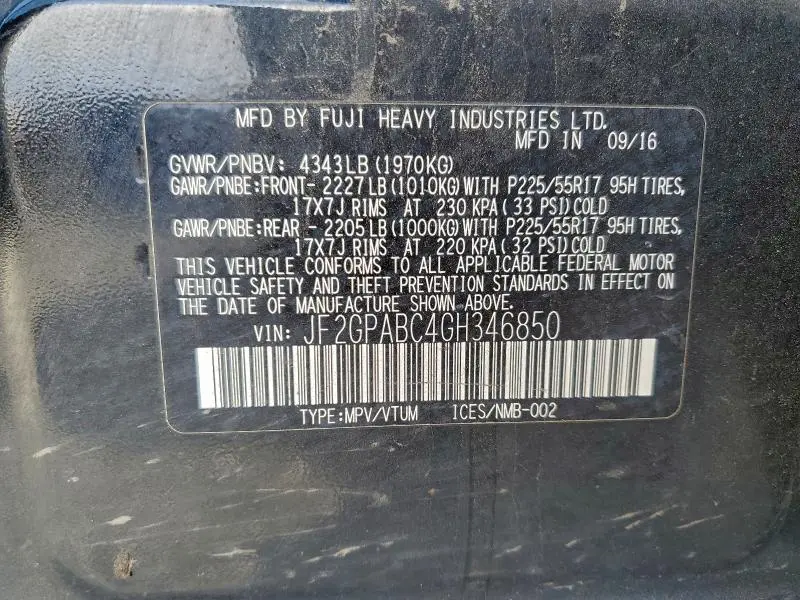 MFD BY FUJI HEAVY INDUSTRIES LTD.
MFD IN 09/16
GVWR/PNBV: 4343LB (1970KG)
GAWR/PNBE:FRONT- 2227LB (1010KG) WITH P225/55R17 95H TIRES,
17X7J RIMS AT 230 KPA (33 PSI) COLD
GAWR/PNBE:REAR - 2205LB (1000KG) WITH P225/55R17 95H TIRES,
17X7J RIMS AT 220 KPA (32 PSI) COLD
THIS VEHICLE CONFORMS TO ALL APPLICABLE FEDERAL MOTOR
VEHICLE SAFETY AND THEFT PREVENTION STANDARDS IN EFFECT ON
THE DATE OF MANUFACTURE SHOWN ABOVE.
VIN: JF2GPABC4GH346850
TYPE:MPV/VTUM ICES/NMB-002